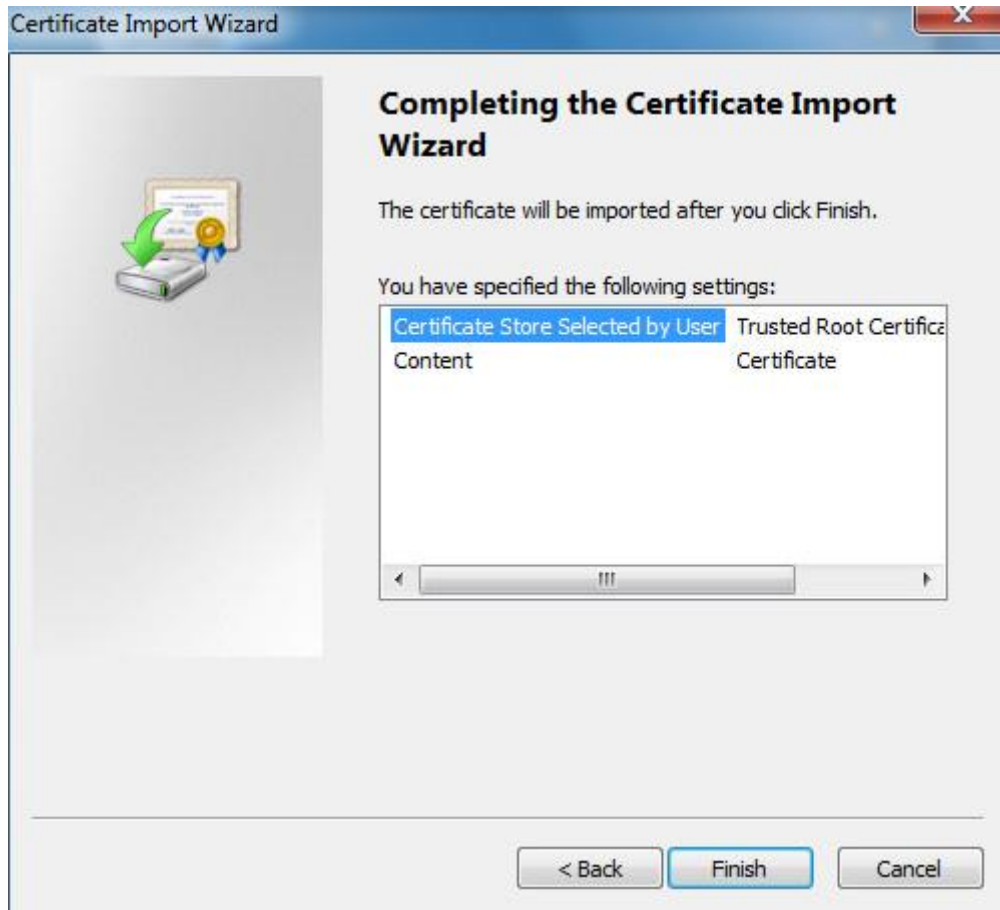 Certificate Import Wizard
Completing the Certificate Import
Wizard
The certificate will be imported after you click Finish.
You have specified the following settings:
Certificate Store Selected by User Trusted Root Certifica
Content Certificate
< Back Finish Cancel